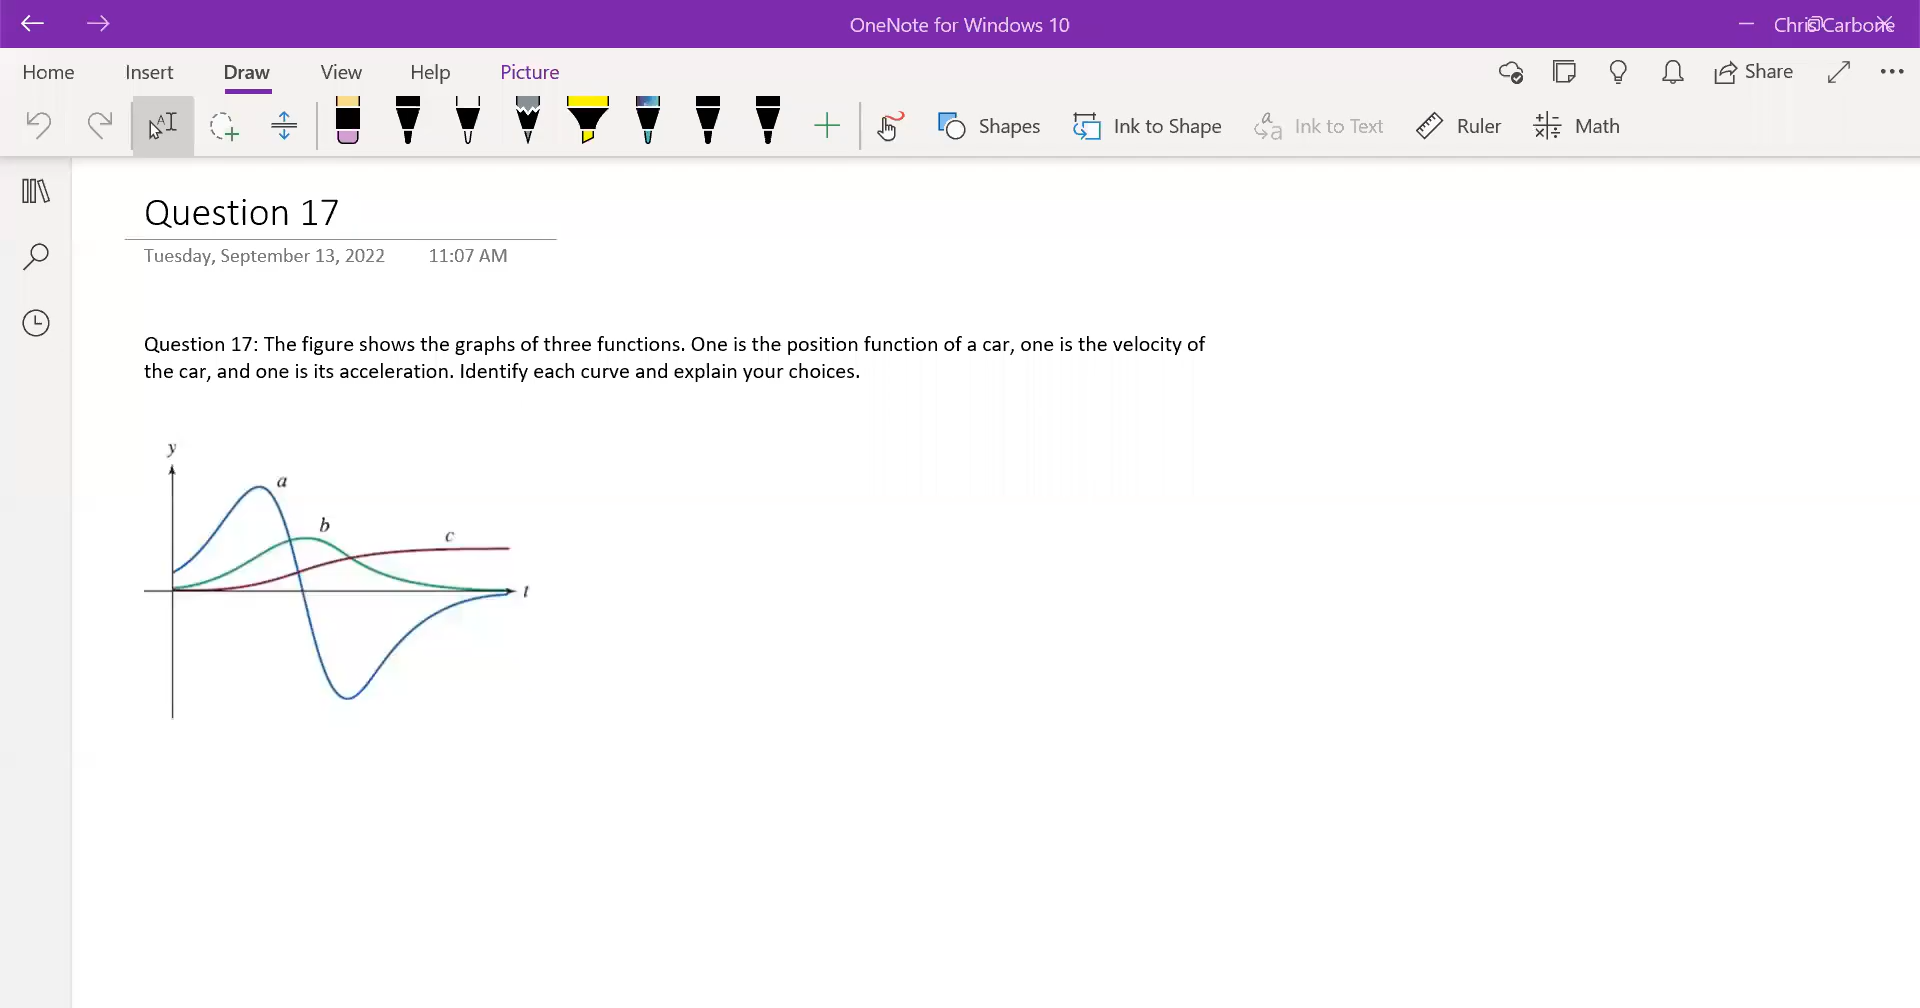 OneNote for Windows 10
Chris Carbone
Home Insert Draw View Help Picture
Share
Shapes Ink to Shape Ink to Text Ruler Math
Question 17
Tuesday, September 13, 2022 11:07 AM
Question 17: The figure shows the graphs of three functions. One is the position function of a car, one is the velocity of
the car, and one is its acceleration. Identify each curve and explain your choices.
y
a
b
c
t